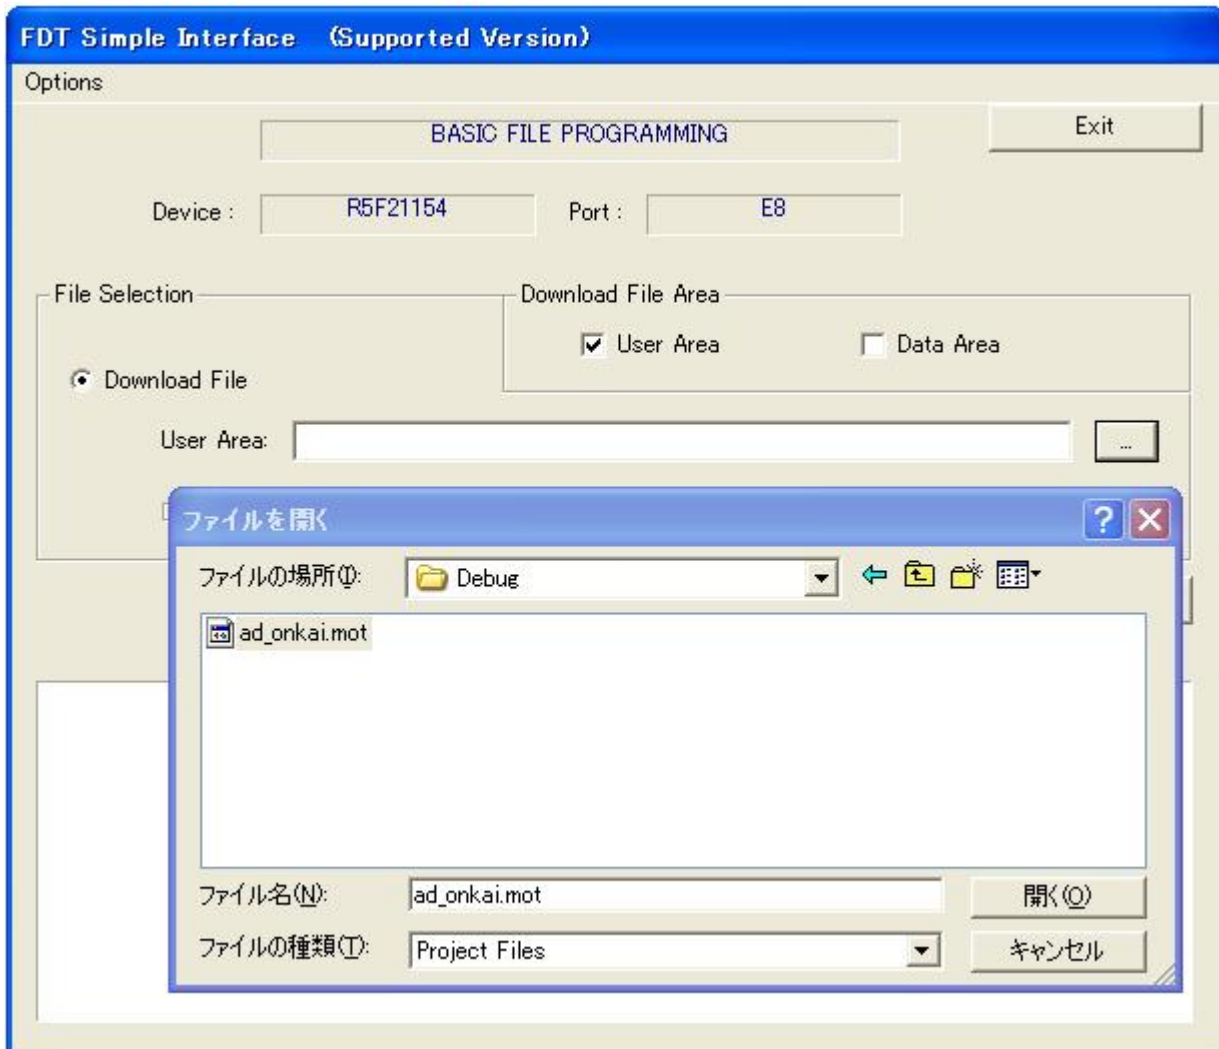 FDT Simple Interface (Supported Version)
Options
BASIC FILE PROGRAMMING
Exit
Device :
R5F21154
Port :
E8
File Selection
Download File Area
User Area
Data Area
Download File
User Area:
...
ファイルを開く
ファイルの場所(I):
Debug
ad_onkai.mot
ファイル名(N):
ad_onkai.mot
開く(O)
ファイルの種類(T):
Project Files
キャンセル